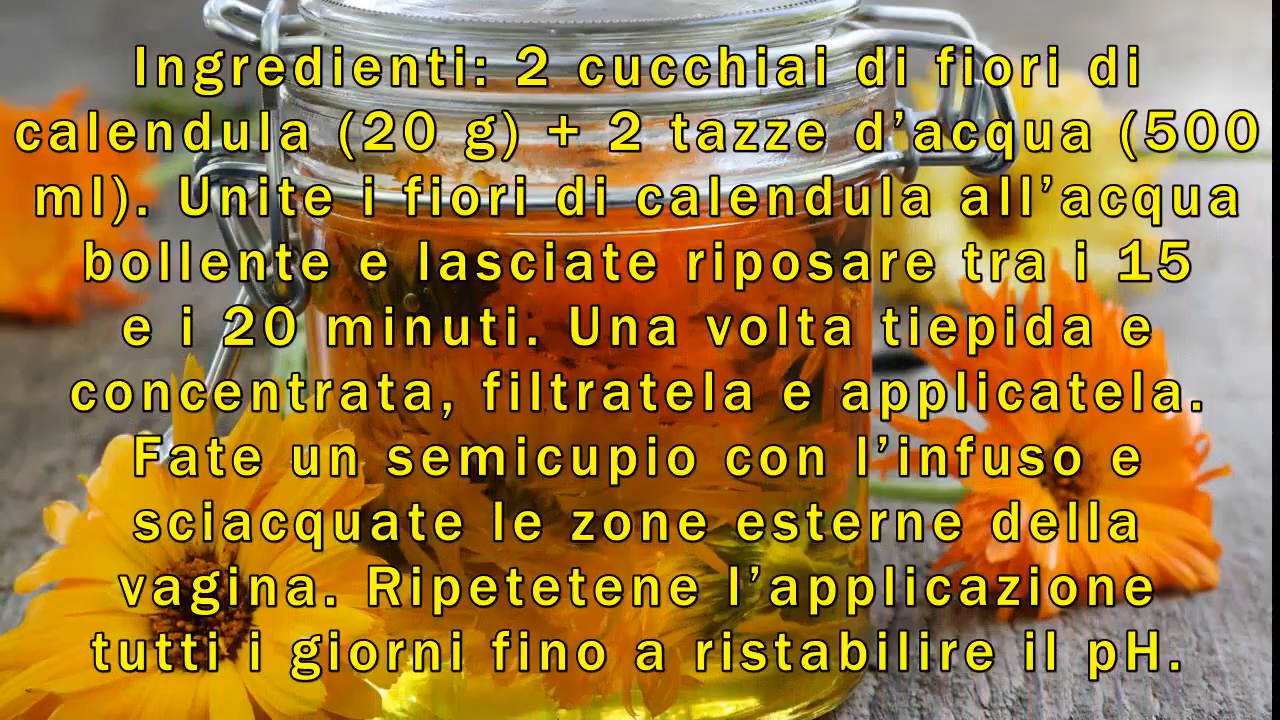 Ingredienti: 2 cucchiai di fiori di
calendula (20 g) + 2 tazze d’acqua (500
ml). Unite i fiori di calendula all’acqua
bollente e lasciate riposare tra i 15
e i 20 minuti. Una volta tiepida e
concentrata, filtratela e applicatela.
Fate un semicupio con l’infuso e
sciacquate le zone esterne della
vagina. Ripetetene l’applicazione
tutti i giorni fino a ristabilire il pH.